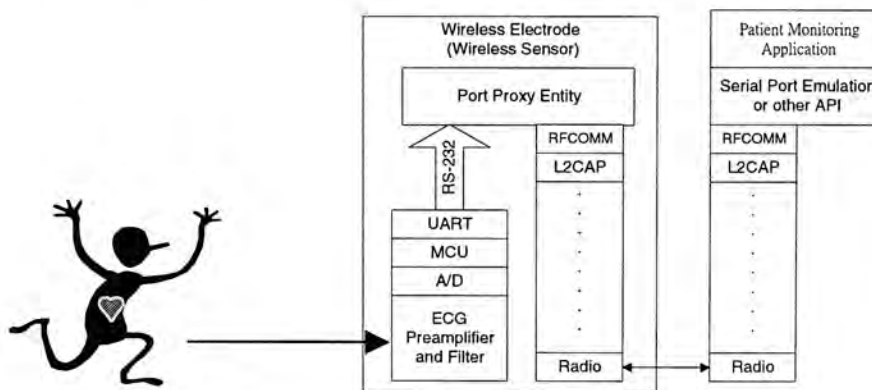 Wireless Electrode
(Wireless Sensor)
Port Proxy Entity
RS-232
UART
MCU
A/D
ECG
Preamplifier
and Filter
RFCOMM
L2CAP
Radio
Patient Monitoring
Application
Serial Port Emulation
or other API
RFCOMM
L2CAP
Radio